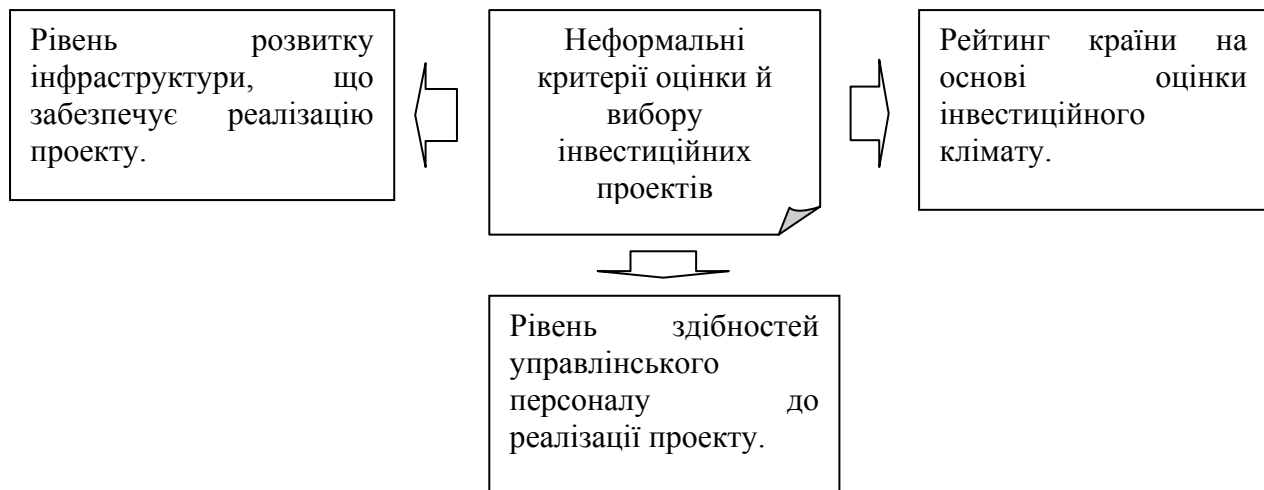 Рівень розвитку
інфраструктури, що
забезпечує реалізацію
проекту.
Неформальні
критерії оцінки й
вибору
інвестиційних
проектів
Рейтинг країни на
основі оцінки
інвестиційного
клімату.
Рівень здібностей
управлінського
персоналу до
реалізації проекту.